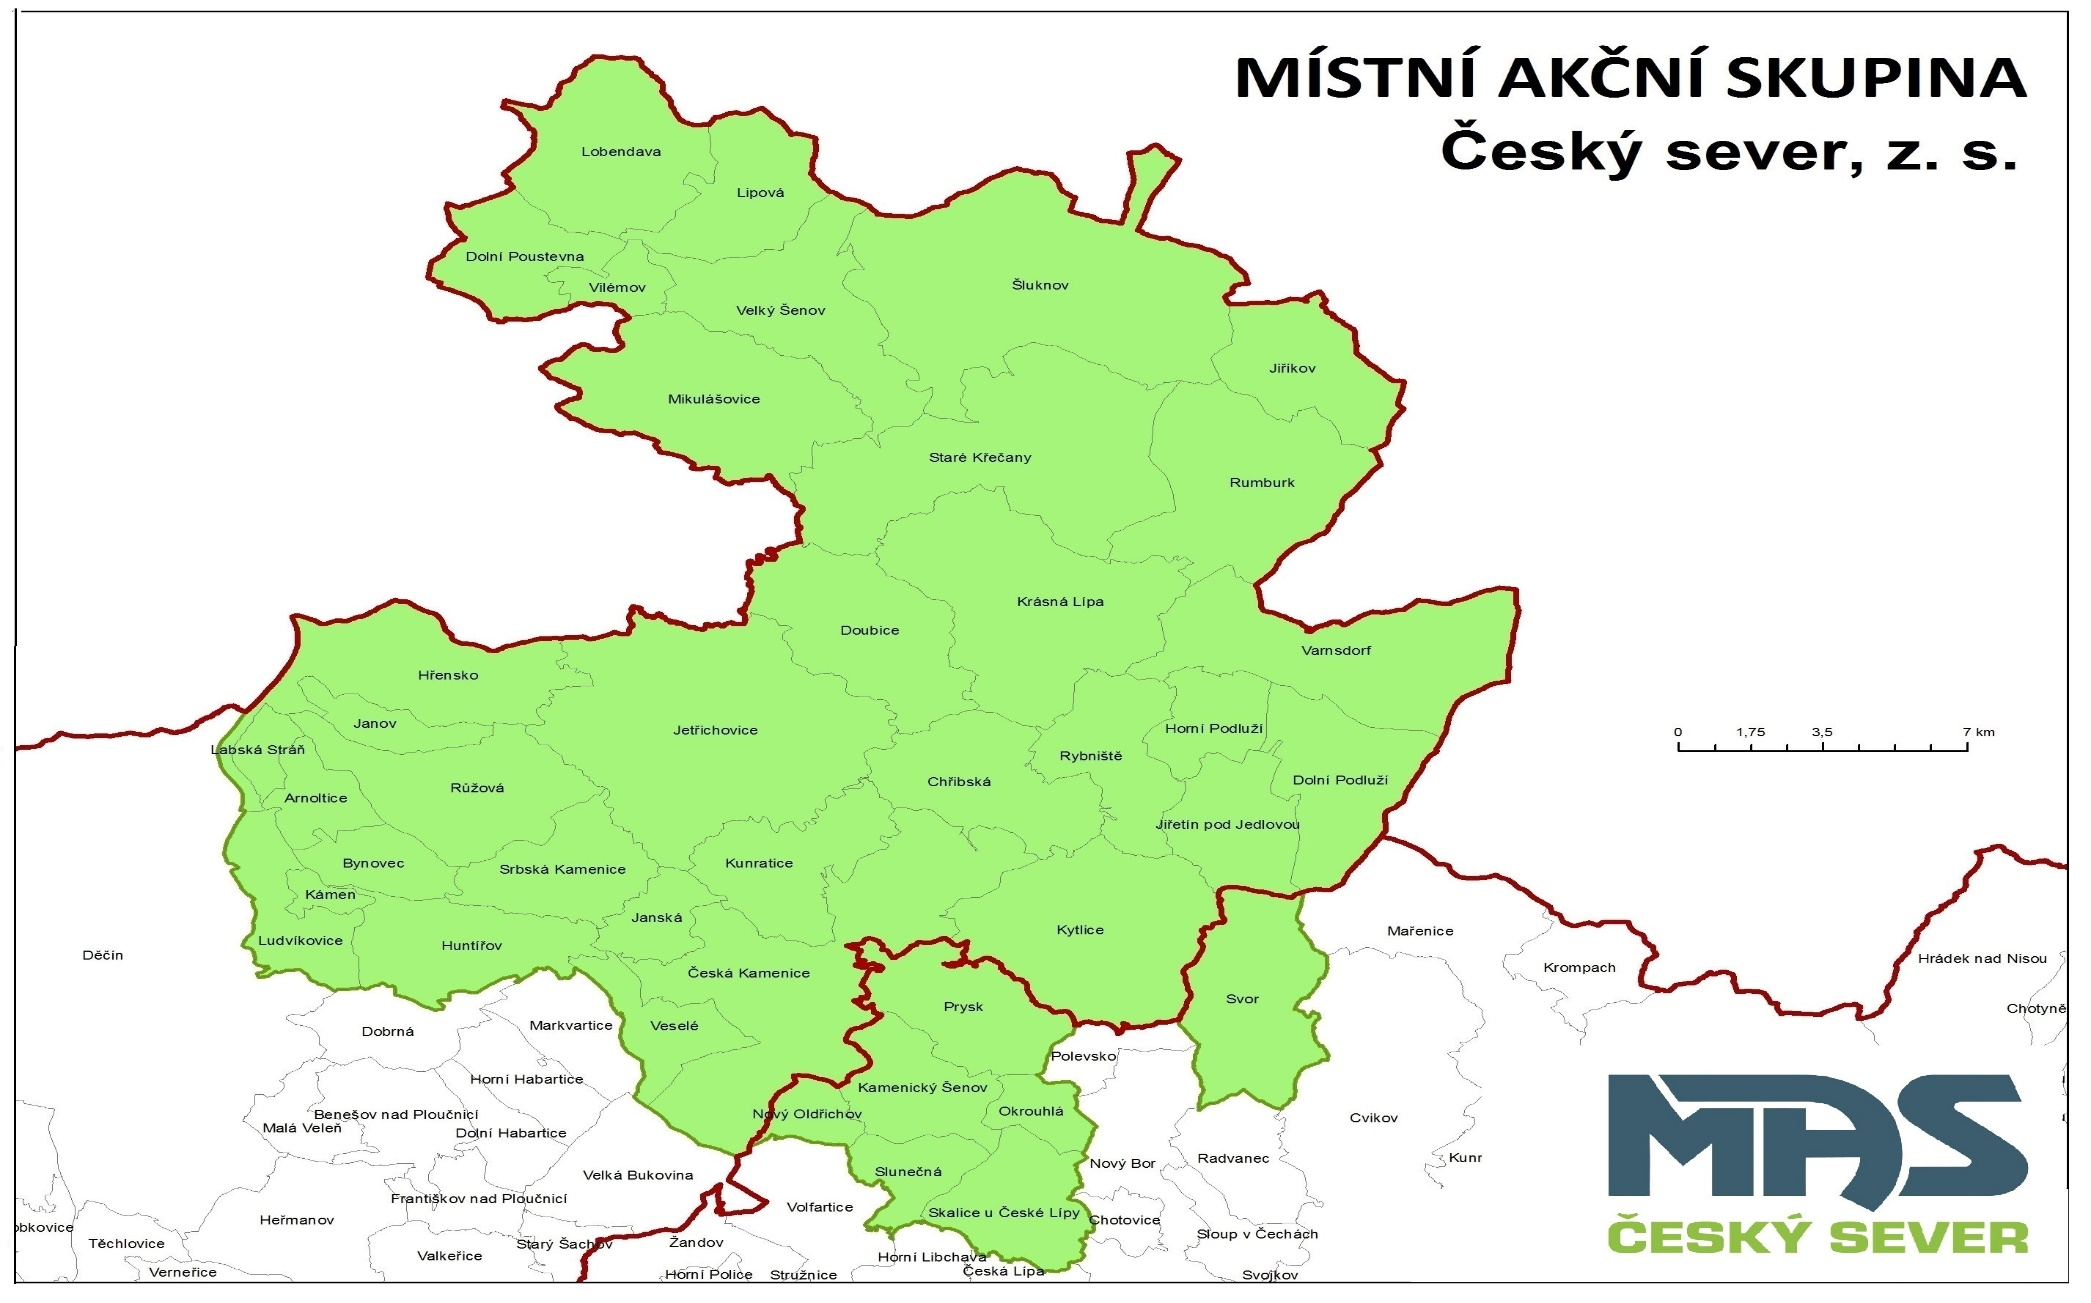 MÍSTNÍ AKČNÍ SKUPINA
Český sever, z. s.
Lobendava
Lipová
Dolní Poustevna
Vilémov
Velký Šenov
Šluknov
Jiříkov
Mikulášovice
Staré Křečany
Rumburk
Krásná Lípa
Doubice
Varnsdorf
Hřensko
Janov
Jetřichovice
Horní Podluží
Labská Stráň
Rybniště
0 1,75 3,5 7 km
Chřibská
Dolní Podluží
Růžová
Arnoltice
Jiřetín pod Jedlovou
Bynovec
Srbská Kamenice
Kunratice
Kámen
Janská
Kytlice
Mařenice
Ludvíkovice
Huntířov
Děčín
Krompach
Hrádek nad Nisou
Česká Kamenice
Svor
Prysk
Chotyně
Dobrná
Markvartice
Veselé
Polevsko
Horní Habartice
Kamenický Šenov
Benešov nad Ploučnicí
Nový Oldřichov
Okrouhlá
Cvikov
Malá Veleň
Dolní Habartice
Kunr
Nový Bor
Radvanec
Velká Bukovina
Slunečná
Františkov nad Ploučnicí
Volfartice
Skalice u České Lípy
Chotovice
Heřmanov
obkovice
Sloup v Čechách
Těchlovice
Starý Šachov
Žandov
Valkeřice
Horní Libchava
Verneřice
Horní Police
Stružnice
Česká Lípa
Svojkov
MAS
ČESKÝ SEVER